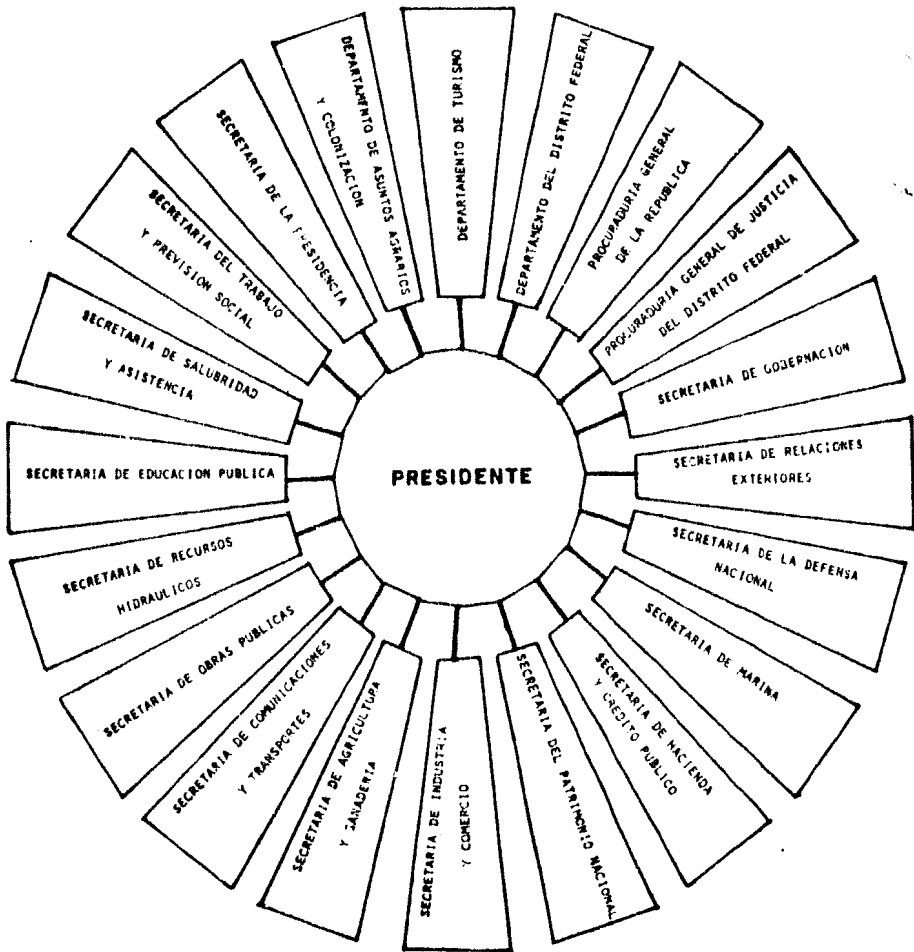 DEPARTAMENTO DE TURISMO
DEPARTAMENTO DEL DISTRITO FEDERAL
PROCURADURIA GENERAL
DE LA REPUBLICA
PROCURADURIA GENERAL DE JUSTICIA
DEL DISTRITO FEDERAL
SECRETARIA DE GOBERNACION
SECRETARIA DE RELACIONES
EXTERIORES
SECRETARIA DE LA DEFENSA
NACIONAL
SECRETARIA DE MARINA
SECRETARIA DE HACIENDA
Y CREDITO PUBLICO
SECRETARIA DEL PATRIMONIO NACIONAL
SECRETARIA DE INDUSTRIA
Y COMERCIO
SECRETARIA DE AGRICULTURA
Y GANADERIA
SECRETARIA DE COMUNICACIONES
Y TRANSPORTES
SECRETARIA DE OBRAS PUBLICAS
SECRETARIA DE RECURSOS
HIDRAULICOS
SECRETARIA DE EDUCACION PUBLICA
SECRETARIA DE SALUBRIDAD
Y ASISTENCIA
SECRETARIA DEL TRABAJO
Y PREVISION SOCIAL
SECRETARIA DE LA PRESIDENCIA
DEPARTAMENTO DE ASUNTOS AGRARIOS
Y COLONIZACION
PRESIDENTE